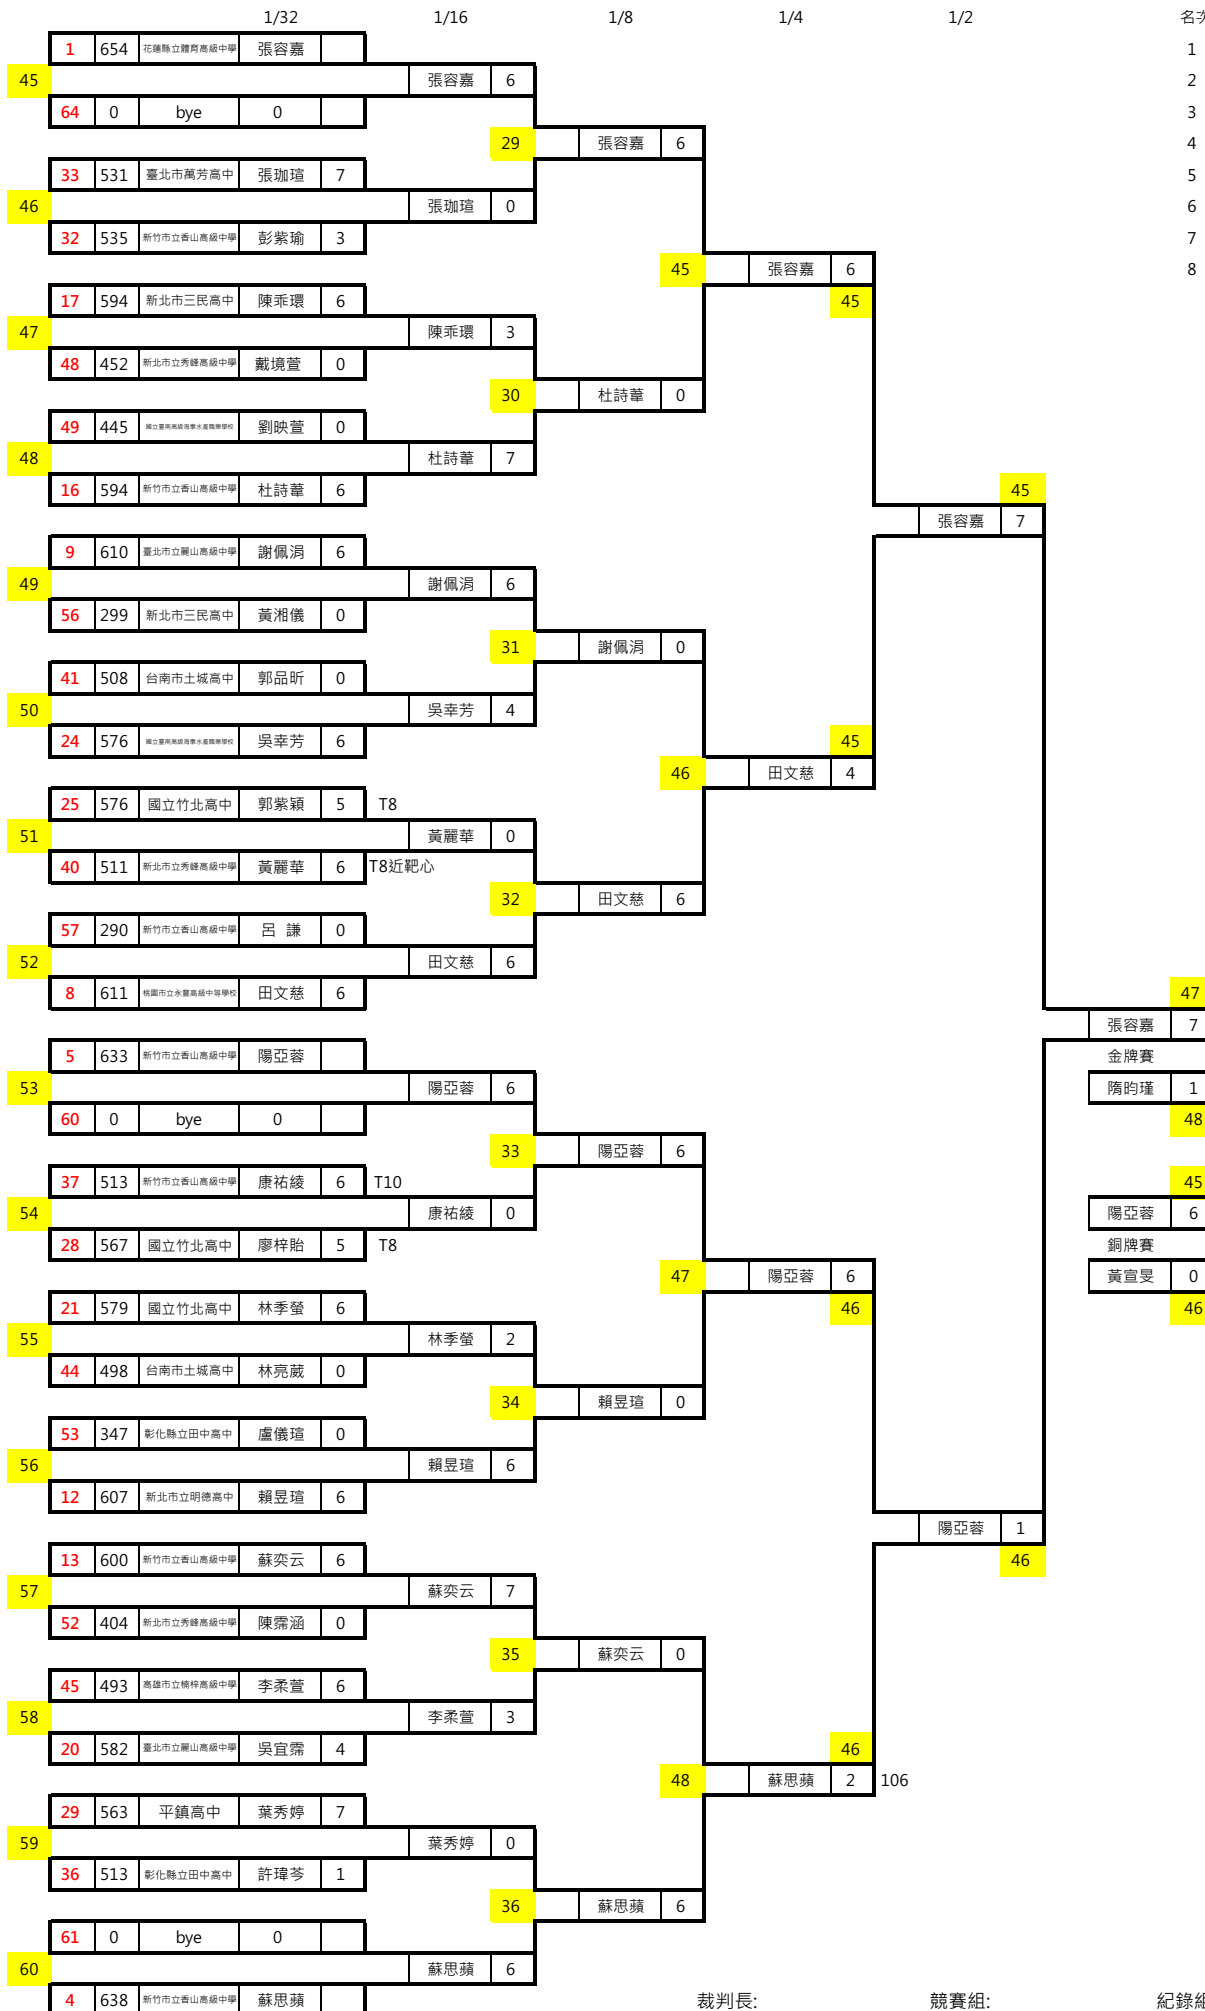 1/32 1/16 1/8 1/4 1/2
1 654 花蓮縣立體育高級中學 張容嘉 1
45 張容嘉 6 2
64 0 bye 0 3
29 張容嘉 6 4
33 531 臺北市萬芳高中 張珈瑄 7 5
46 張珈瑄 0 6
32 535 新竹市立香山高級中學 彭紫瑜 3 7
45 張容嘉 6 8
17 594 新北市三民高中 陳乖環 6 45
47 陳乖環 3
48 452 新北市立秀峰高級中學 戴境萱 0
30 杜詩葦 0
49 445 國立臺南高級海事水產職業學校 劉映萱 0
48 杜詩葦 7
16 594 新竹市立香山高級中學 杜詩葦 6 45
張容嘉 7
9 610 臺北市立麗山高級中學 謝佩涓 6
49 謝佩涓 6
56 299 新北市三民高中 黃湘儀 0
31 謝佩涓 0
41 508 台南市土城高中 郭品昕 0
50 吳幸芳 4
24 576 國立臺南高級海事水產職業學校 吳幸芳 6 45
46 田文慈 4
25 576 國立竹北高中 郭紫穎 5 T8
51 黃麗華 0
40 511 新北市立秀峰高級中學 黃麗華 6 T8近靶心
32 田文慈 6
57 290 新竹市立香山高級中學 呂 謙 0
52 田文慈 6
8 611 桃園市立永豐高級中等學校 田文慈 6 47
張容嘉 7
5 633 新竹市立香山高級中學 陽亞蓉 金牌賽
53 陽亞蓉 6 隋昀瑾 1
60 0 bye 0 48
33 陽亞蓉 6
37 513 新竹市立香山高級中學 康祐綾 6 T10 45
54 康祐綾 0 陽亞蓉 6
28 567 國立竹北高中 廖梓貽 5 T8 銅牌賽
47 陽亞蓉 6 黃宣雯 0
21 579 國立竹北高中 林季螢 6 46 46
55 林季螢 2
44 498 台南市土城高中 林亮葳 0
34 賴昱瑄 0
53 347 彰化縣立田中高中 盧儀瑄 0
56 賴昱瑄 6
12 607 新北市立明德高中 賴昱瑄 6
陽亞蓉 1
13 600 新竹市立香山高級中學 蘇奕云 6 46
57 蘇奕云 7
52 404 新北市立秀峰高級中學 陳霈涵 0
35 蘇奕云 0
45 493 高雄市立楠梓高級中學 李柔萱 6
58 李柔萱 3
20 582 臺北市立麗山高級中學 吳宜霈 4 46
48 蘇思蘋 2 106
29 563 平鎮高中 葉秀婷 7
59 葉秀婷 0
36 513 彰化縣立田中高中 許瑋芩 1
36 蘇思蘋 6
61 0 bye 0
60 蘇思蘋 6
4 638 新竹市立香山高級中學 蘇思蘋 裁判長: 競賽組: